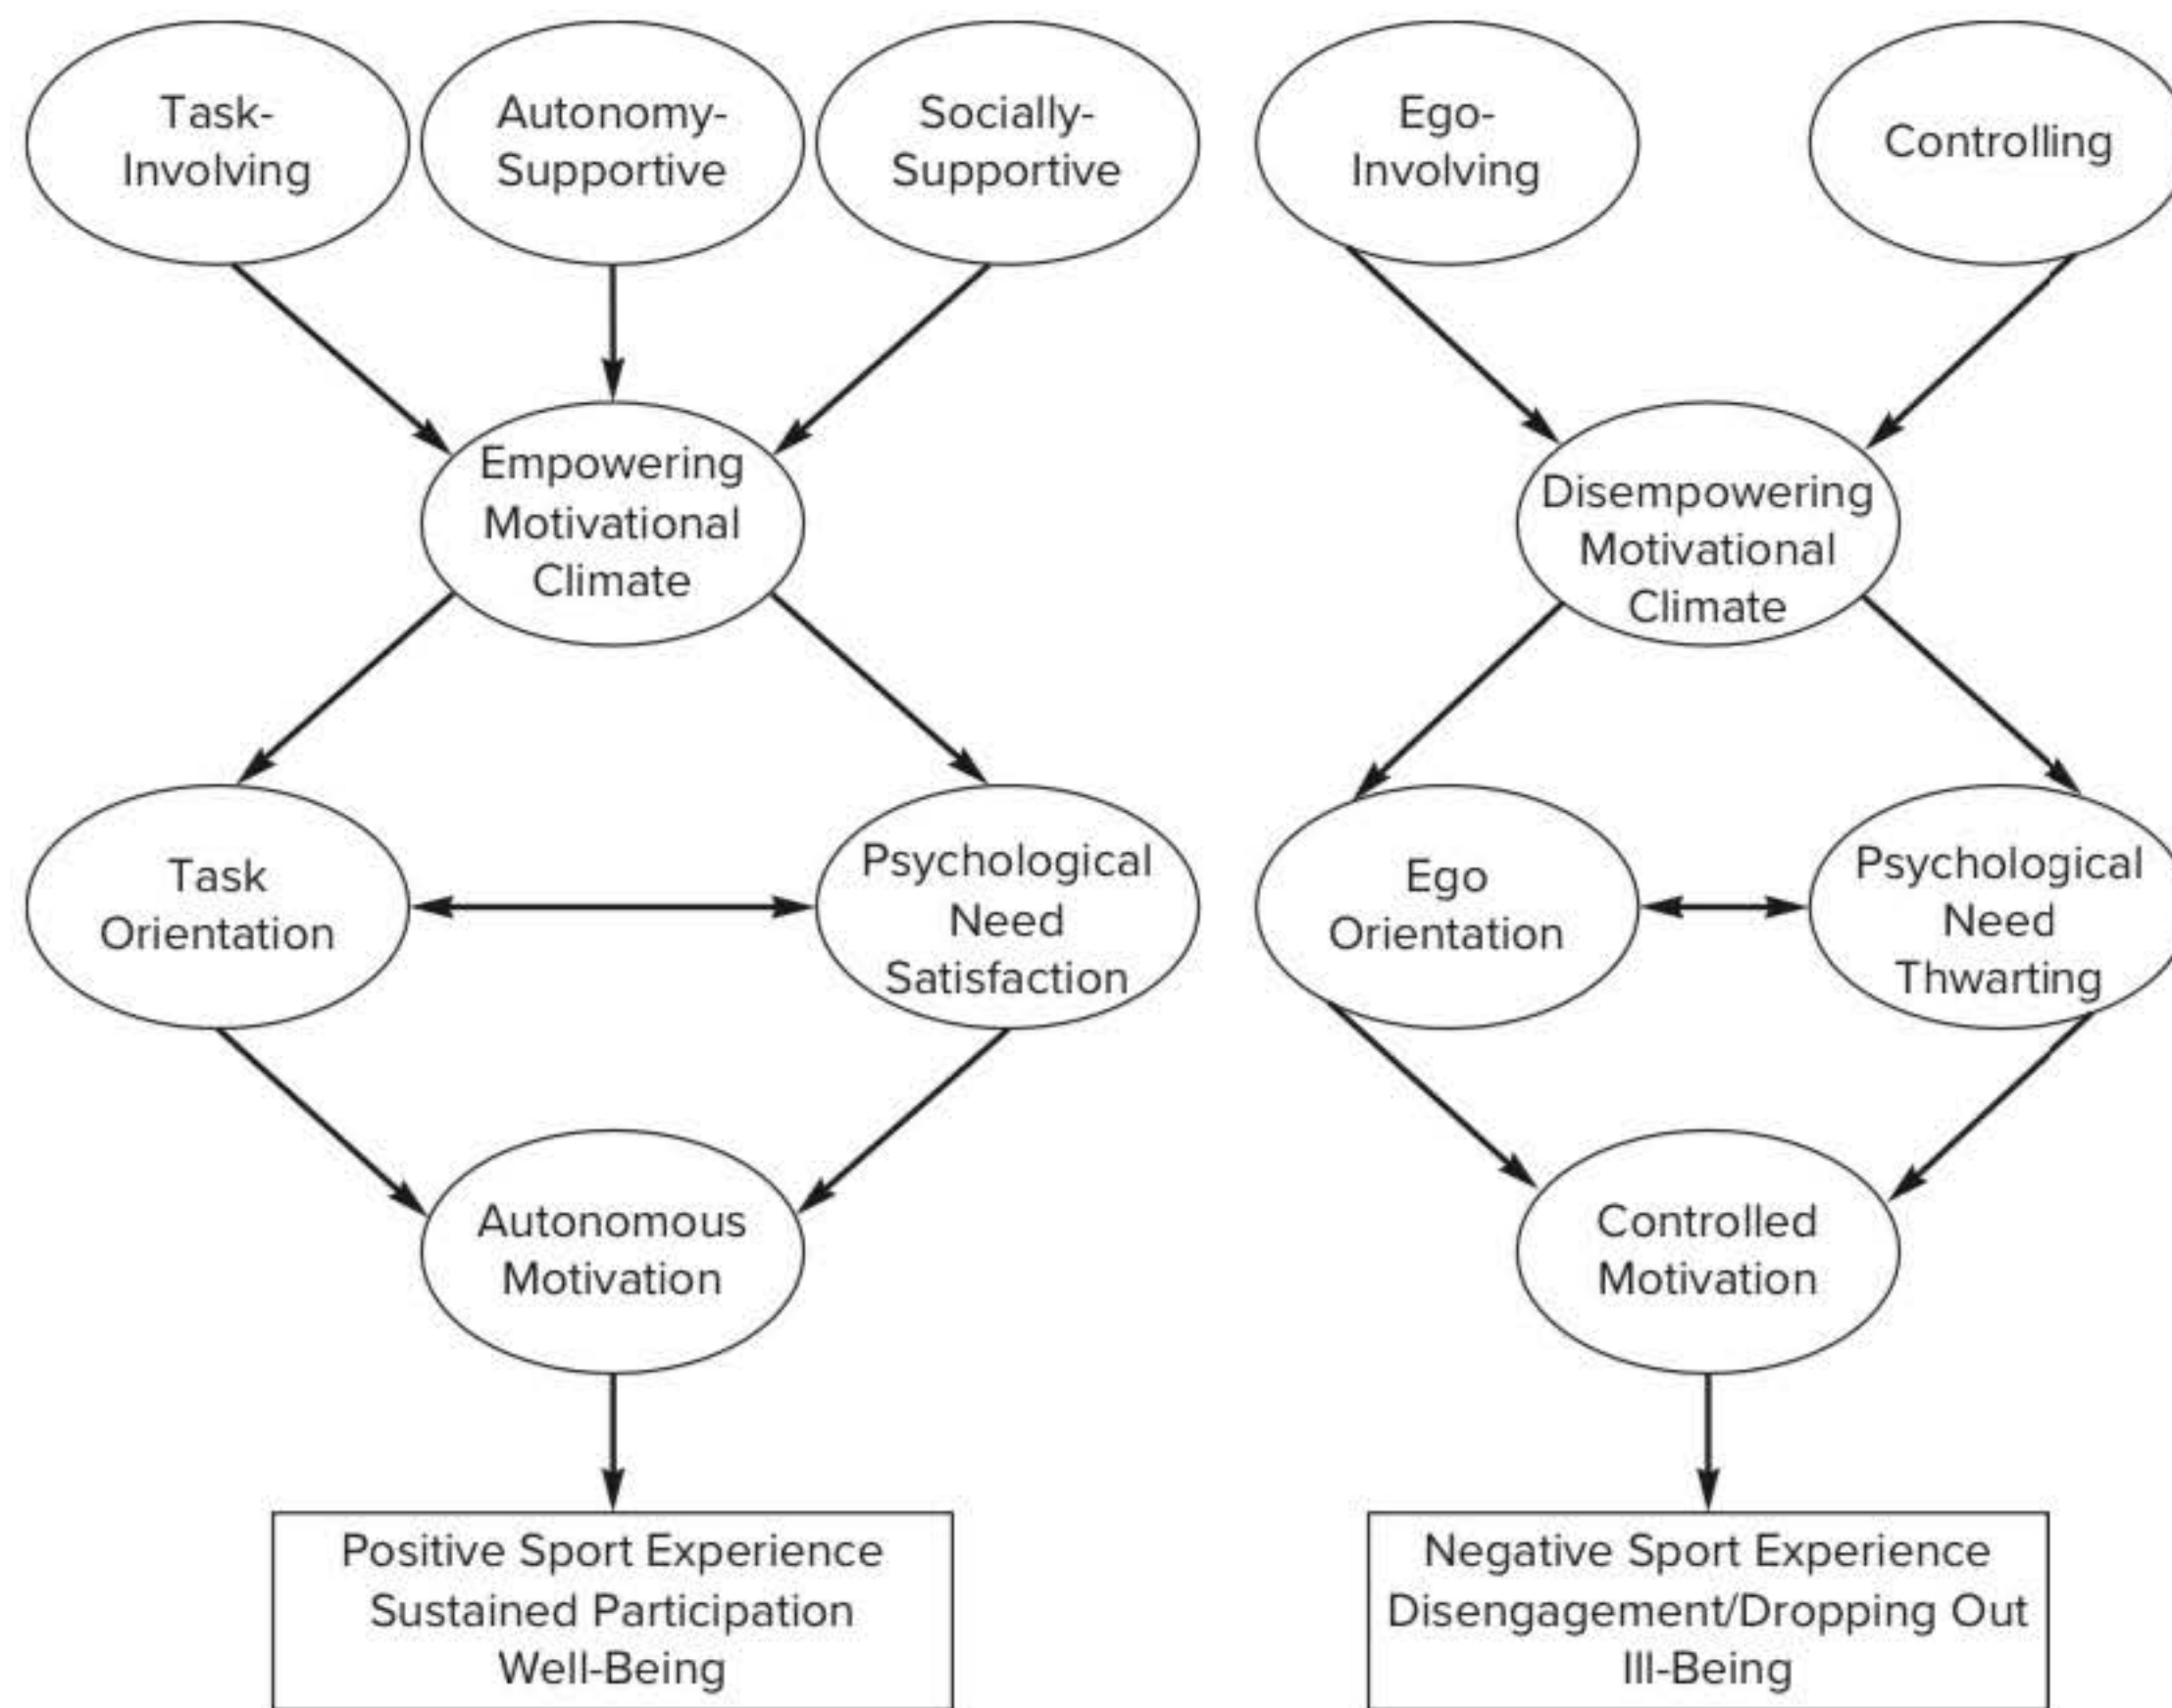 Task-
Involving
Autonomy-
Supportive
Socially-
Supportive
Ego-
Involving
Controlling
Empowering
Motivational
Climate
Disempowering
Motivational
Climate
Task
Orientation
Psychological
Need
Satisfaction
Ego
Orientation
Psychological
Need
Thwarting
Autonomous
Motivation
Controlled
Motivation
Positive Sport Experience
Sustained Participation
Well-Being
Negative Sport Experience
Disengagement/Dropping Out
Ill-Being